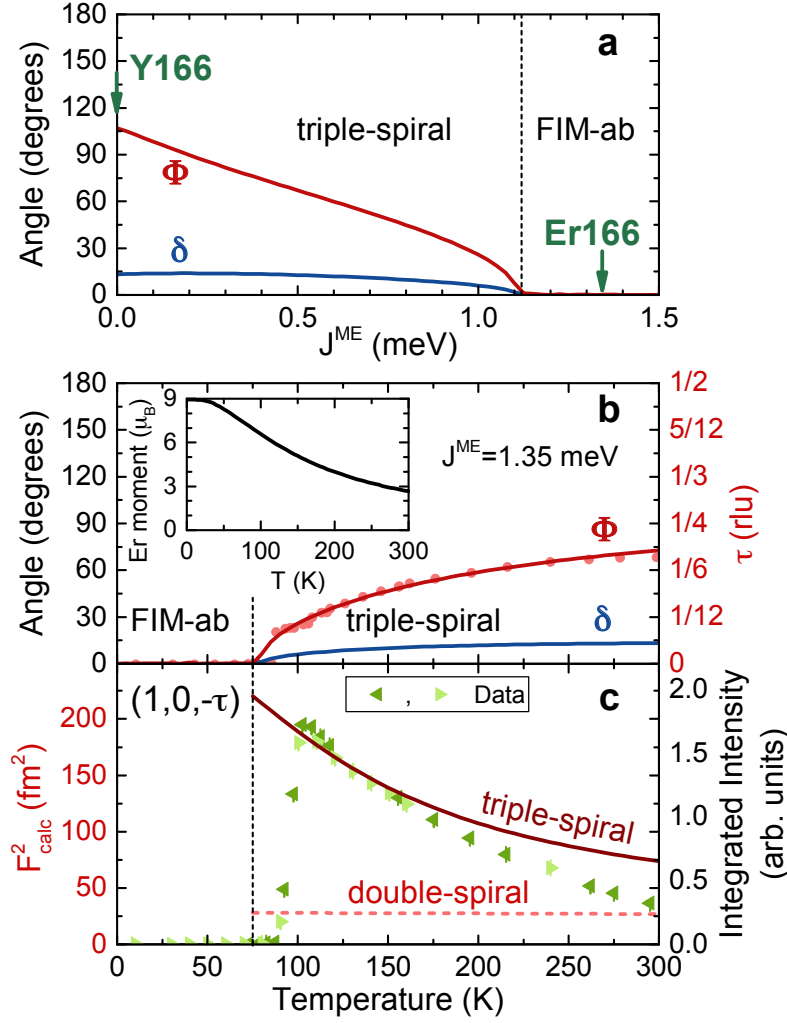 a
180
150
120
90
60
30
0
Angle (degrees)
Y166
triple-spiral
FIM-ab
Φ
δ
Er166
0.0 0.5 1.0 1.5
J^ME (meV)
b
180
150
120
90
60
30
0
Angle (degrees)
1/2
5/12
1/3
1/4
1/6
1/12
0
τ (rlu)
9
6
3
0
Er moment (μ_B)
0 100 200 300
T (K)
J^ME=1.35 meV
Φ
FIM-ab
triple-spiral
δ
c
(1,0,-τ)
, Data
200
150
100
50
0
F²_calc (fm²)
2.0
1.5
1.0
0.5
0.0
Integrated Intensity
(arb. units)
triple-spiral
double-spiral
0 50 100 150 200 250 300
Temperature (K)